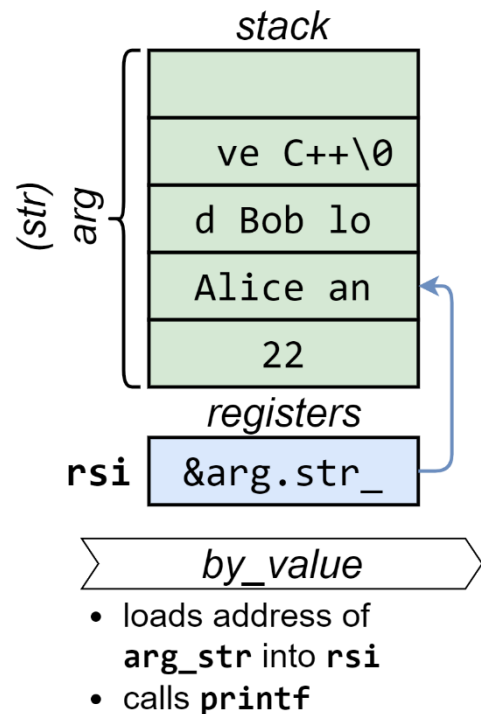 stack
(str)
arg
ve C++\0
d Bob lo
Alice an
22
registers
rsi
&arg.str_
by_value
• loads address of
arg_str into rsi
• calls printf